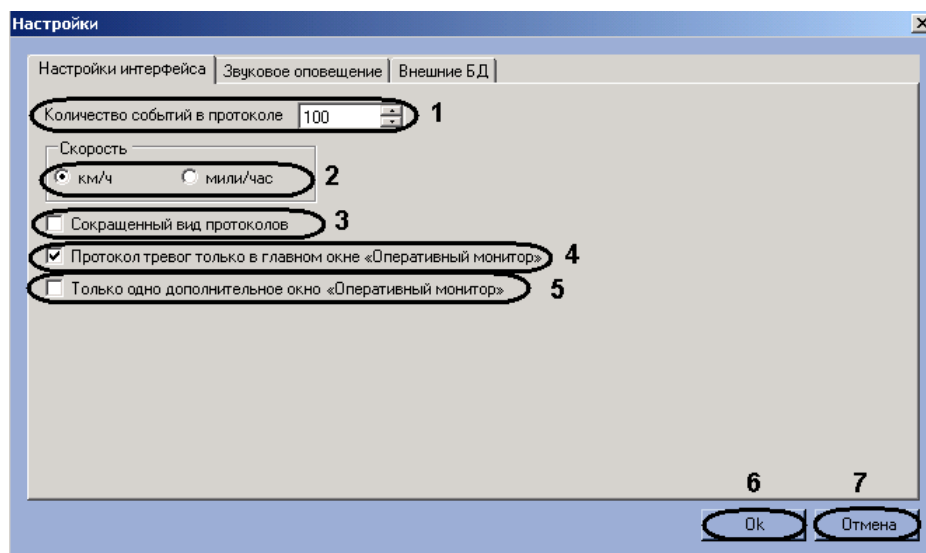 Настройки
Настройки интерфейса Звуковое оповещение Внешние БД
Количество событий в протоколе 100 1
Скорость
км/ч мили/час 2
Сокращенный вид протоколов 3
Протокол тревог только в главном окне «Оперативный монитор» 4
Только одно дополнительное окно «Оперативный монитор» 5
6 7
Ok Отмена